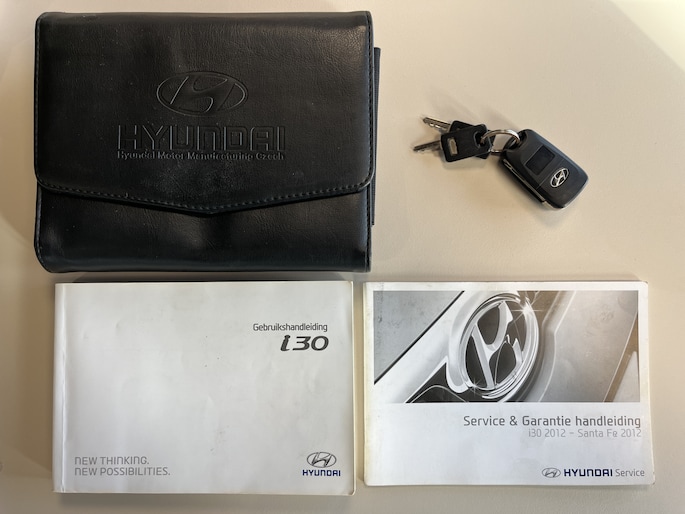 HYUNDAI
Hyundai Motor Manufacturing Czech
Gebruikshandleiding
i30
NEW THINKING.
NEW POSSIBILITIES.
HYUNDAI
Service & Garantie handleiding
i30 2012 - Santa Fe 2012
HYUNDAI Service